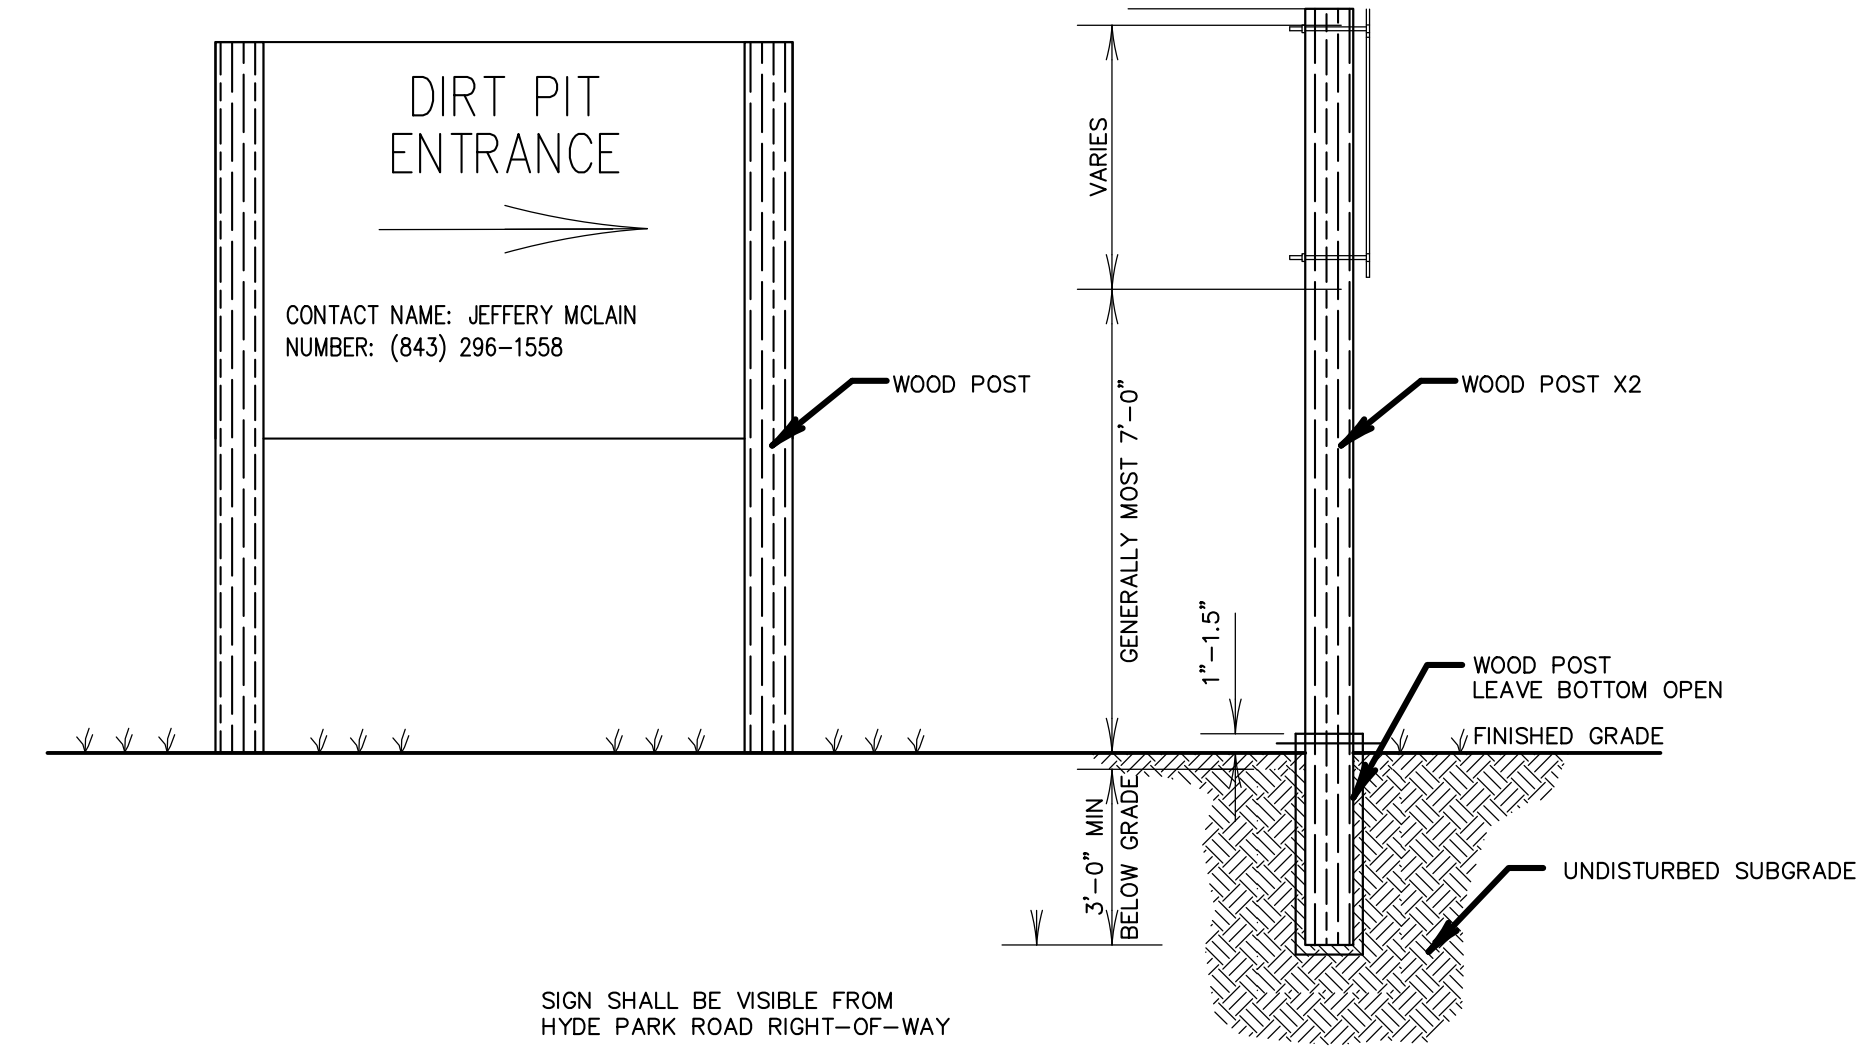 DIRT PIT
ENTRANCE
CONTACT NAME: JEFFERY MCLAIN
NUMBER: (843) 296-1558
WOOD POST
VARIES
GENERALLY MOST 7'-0"
1"-1.5"
3'-0" MIN
BELOW GRADE
WOOD POST X2
WOOD POST
LEAVE BOTTOM OPEN
FINISHED GRADE
UNDISTURBED SUBGRADE
SIGN SHALL BE VISIBLE FROM
HYDE PARK ROAD RIGHT-OF-WAY